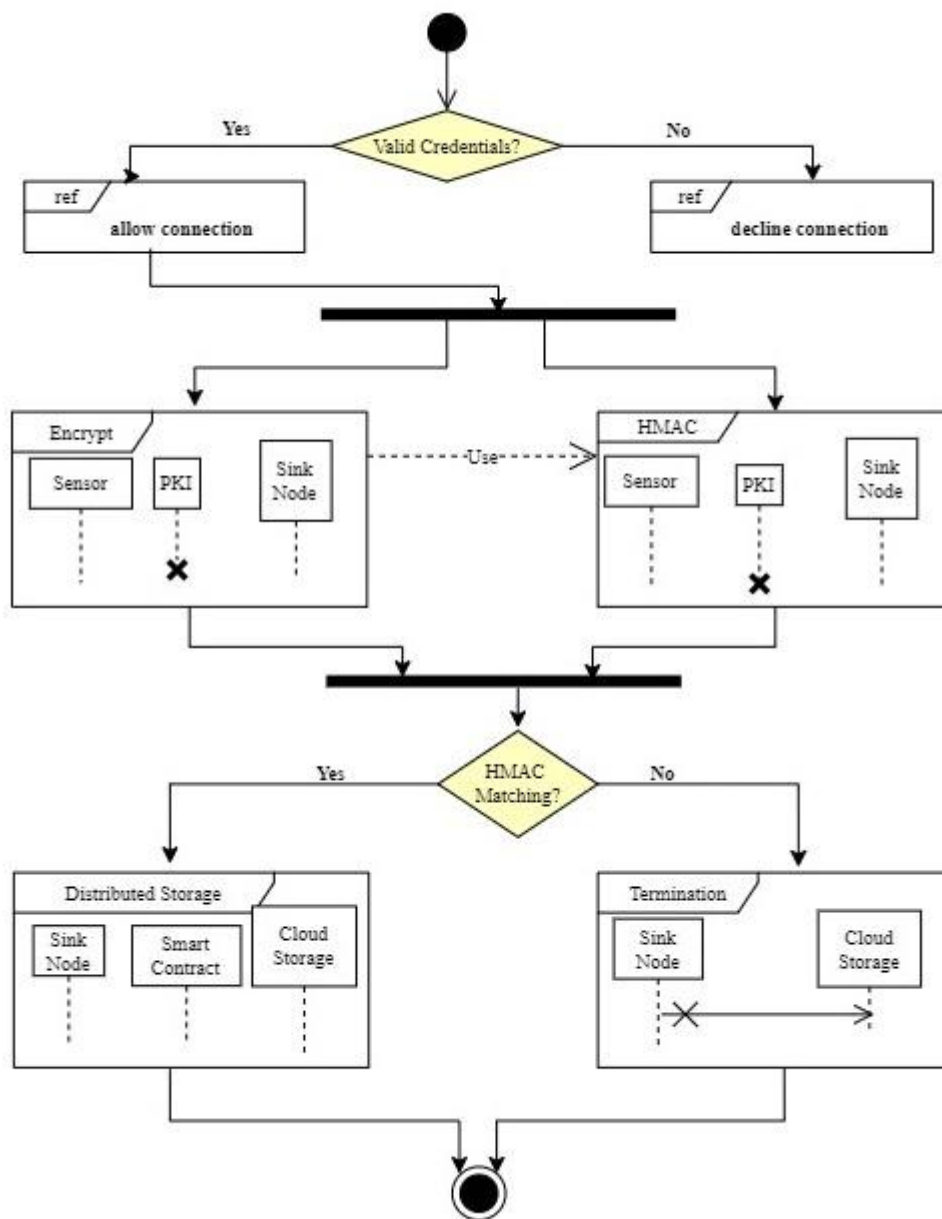 Yes
No
Valid Credentials?
ref
allow connection
ref
decline connection
Encrypt
Sensor
PKI
Sink
Node
Use
HMAC
Sensor
PKI
Sink
Node
Yes
HMAC
Matching?
No
Distributed Storage
Sink
Node
Smart
Contract
Cloud
Storage
Termination
Sink
Node
Cloud
Storage